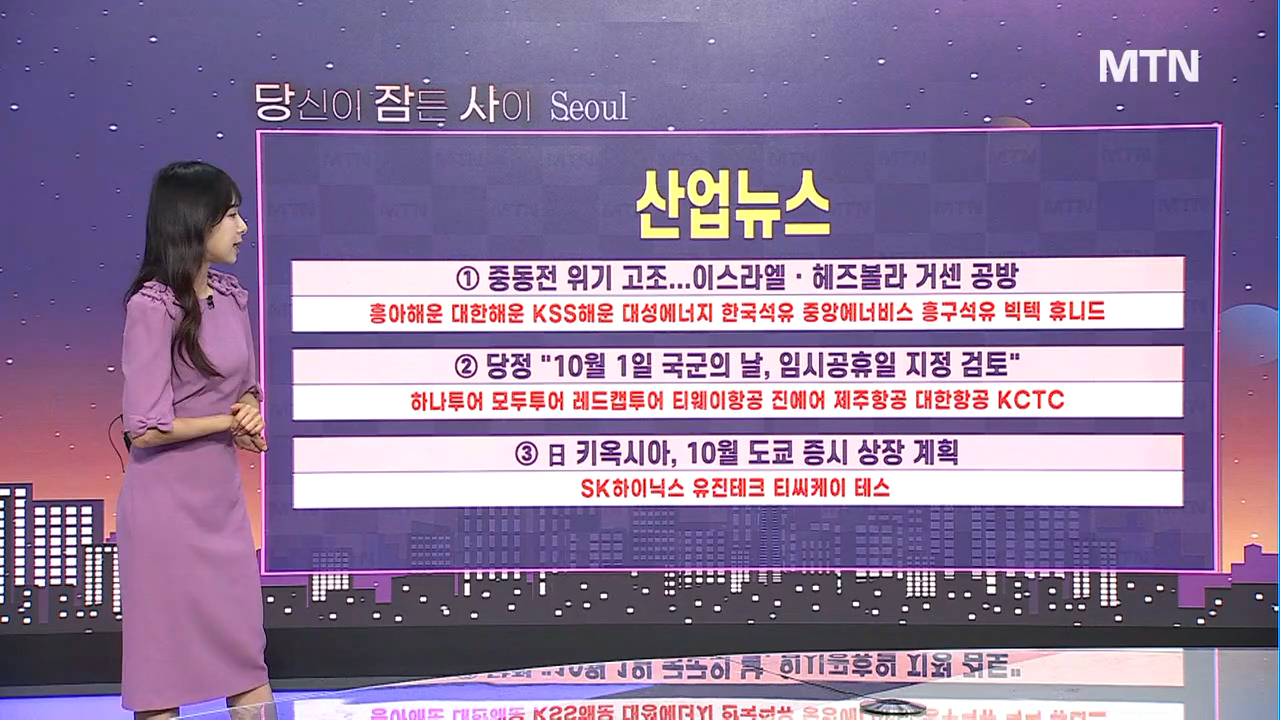 MTN
당신이 잠든 사이 Seoul
산업뉴스
① 중동전 위기 고조...이스라엘 · 헤즈볼라 거센 공방
흥아해운 대한해운 KSS해운 대성에너지 한국석유 중앙에너비스 흥구석유 빅텍 휴니드
② 당정 "10월 1일 국군의 날, 임시공휴일 지정 검토"
하나투어 모두투어 레드캡투어 티웨이항공 진에어 제주항공 대한항공 KCTC
③ 日 키옥시아, 10월 도쿄 증시 상장 계획
SK하이닉스 유진테크 티씨케이 테스